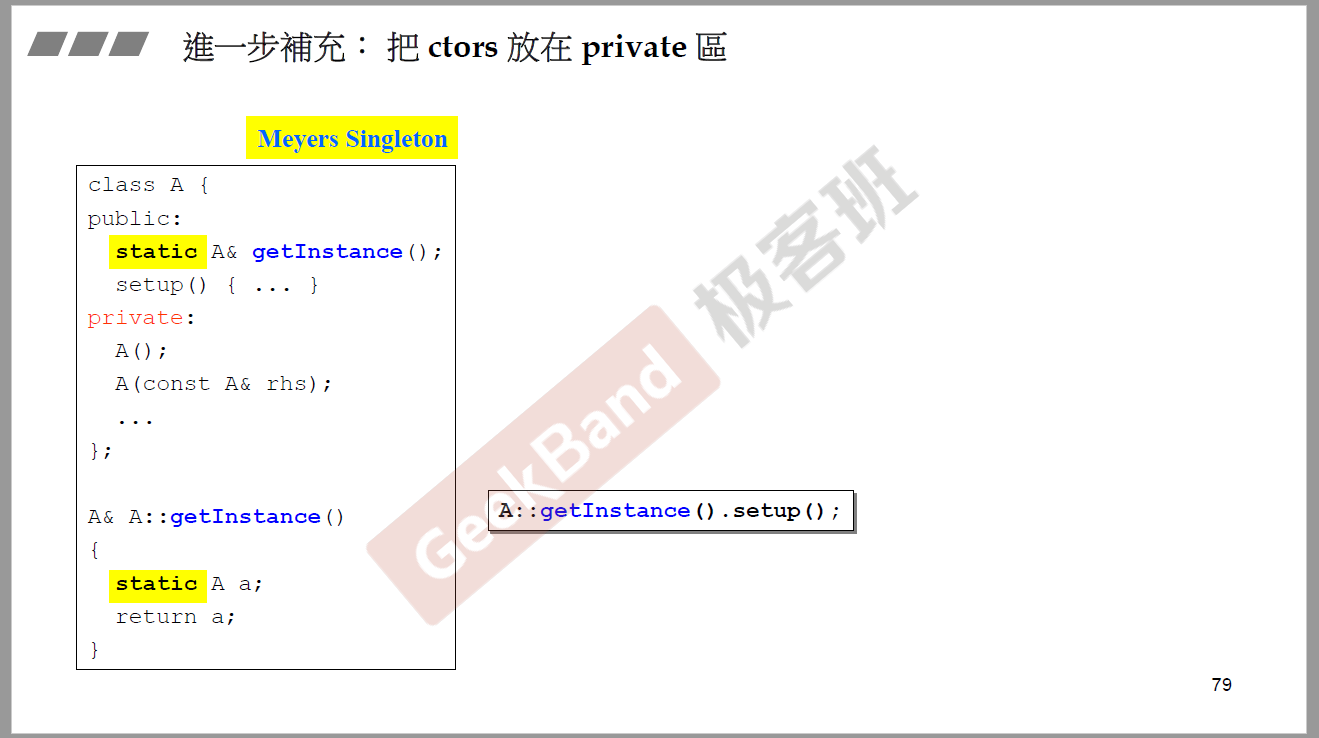 進一步補充： 把 ctors 放在 private 區
Meyers Singleton
class A {
public:
static A& getInstance();
setup() { ... }
private:
A();
A(const A& rhs);
...
};
A& A::getInstance()
{
static A a;
return a;
}
A::getInstance().setup();
GeekBand 极客班
79